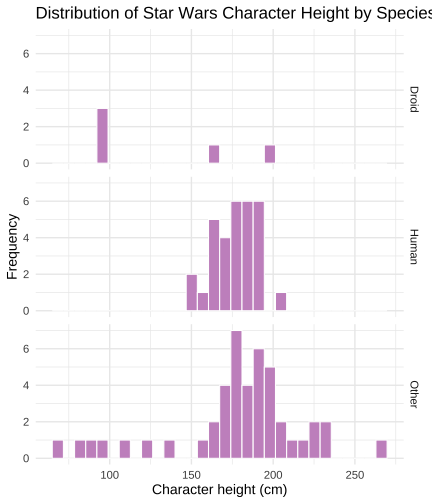 Distribution of Star Wars Character Height by Species
6
4
2
0
Droid
6
4
2
0
Human
6
4
2
0
Other
Frequency
100 150 200 250
Character height (cm)